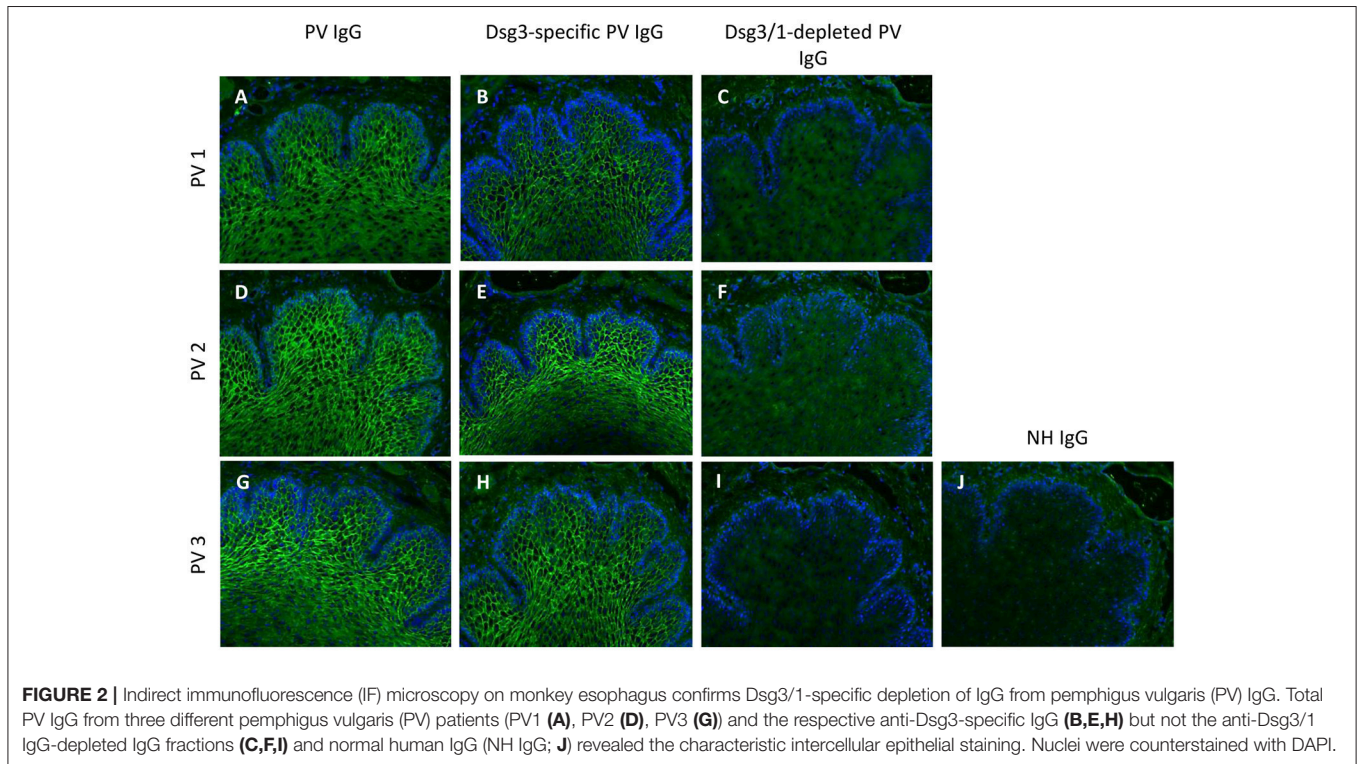 PV IgG
Dsg3-specific PV IgG
Dsg3/1-depleted PV
IgG
A
B
C
PV 1
D
E
F
PV 2
NH IgG
G
H
I
J
PV 3
FIGURE 2 | Indirect immunofluorescence (IF) microscopy on monkey esophagus confirms Dsg3/1-specific depletion of IgG from pemphigus vulgaris (PV) IgG. Total
PV IgG from three different pemphigus vulgaris (PV) patients (PV1 (A), PV2 (D), PV3 (G)) and the respective anti-Dsg3-specific IgG (B,E,H) but not the anti-Dsg3/1
IgG-depleted IgG fractions (C,F,I) and normal human IgG (NH IgG; J) revealed the characteristic intercellular epithelial staining. Nuclei were counterstained with DAPI.